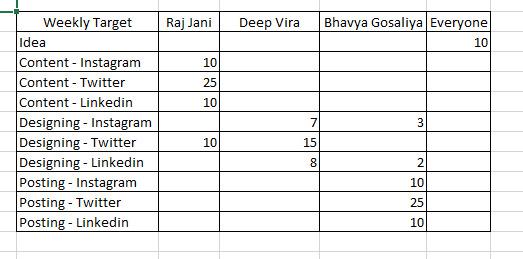 Weekly Target Raj Jani Deep Vira Bhavya Gosaliya Everyone
Idea 10
Content - Instagram 10
Content - Twitter 25
Content - Linkedin 10
Designing - Instagram 7 3
Designing - Twitter 10 15
Designing - Linkedin 8 2
Posting - Instagram 10
Posting - Twitter 25
Posting - Linkedin 10